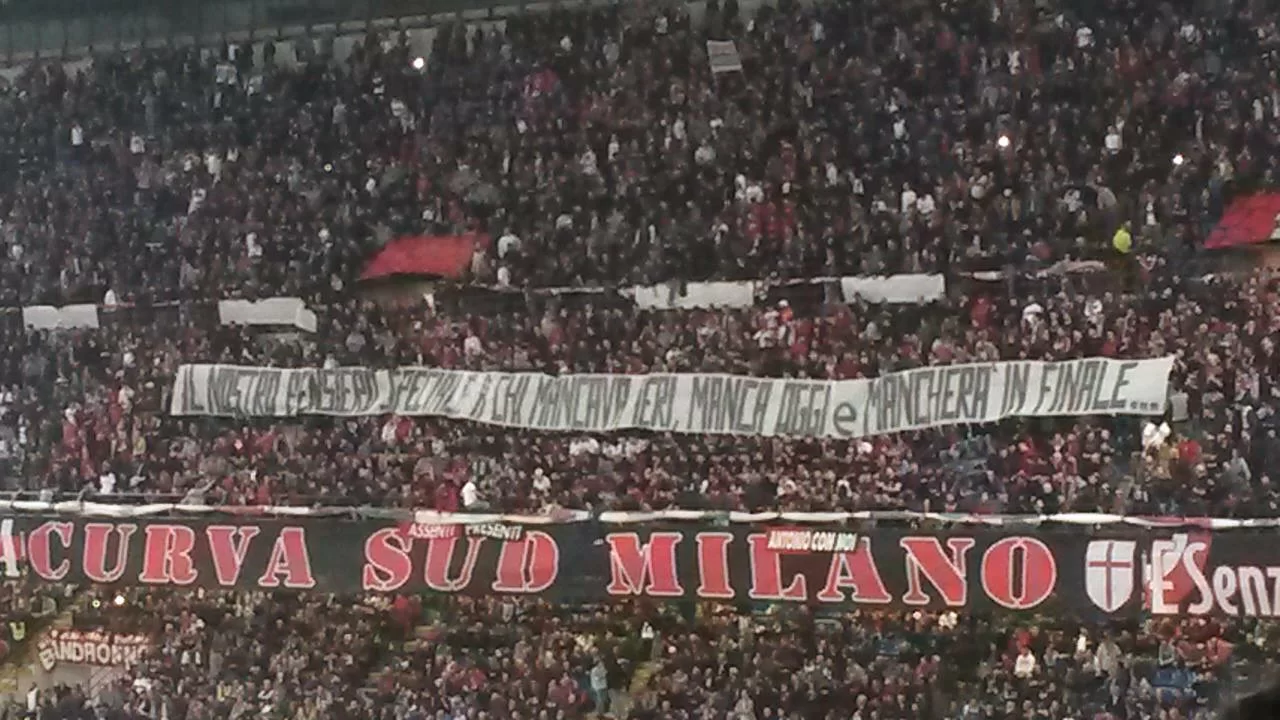 IL NOSTRO PENSIERO SPECIALE A CHI MANCAVA IERI, MANCA OGGI e MANCHERA' IN FINALE...
ASSENTI PRESENTI
ANTONIO CON NOI
CURVA SUD MILANO E'Senz